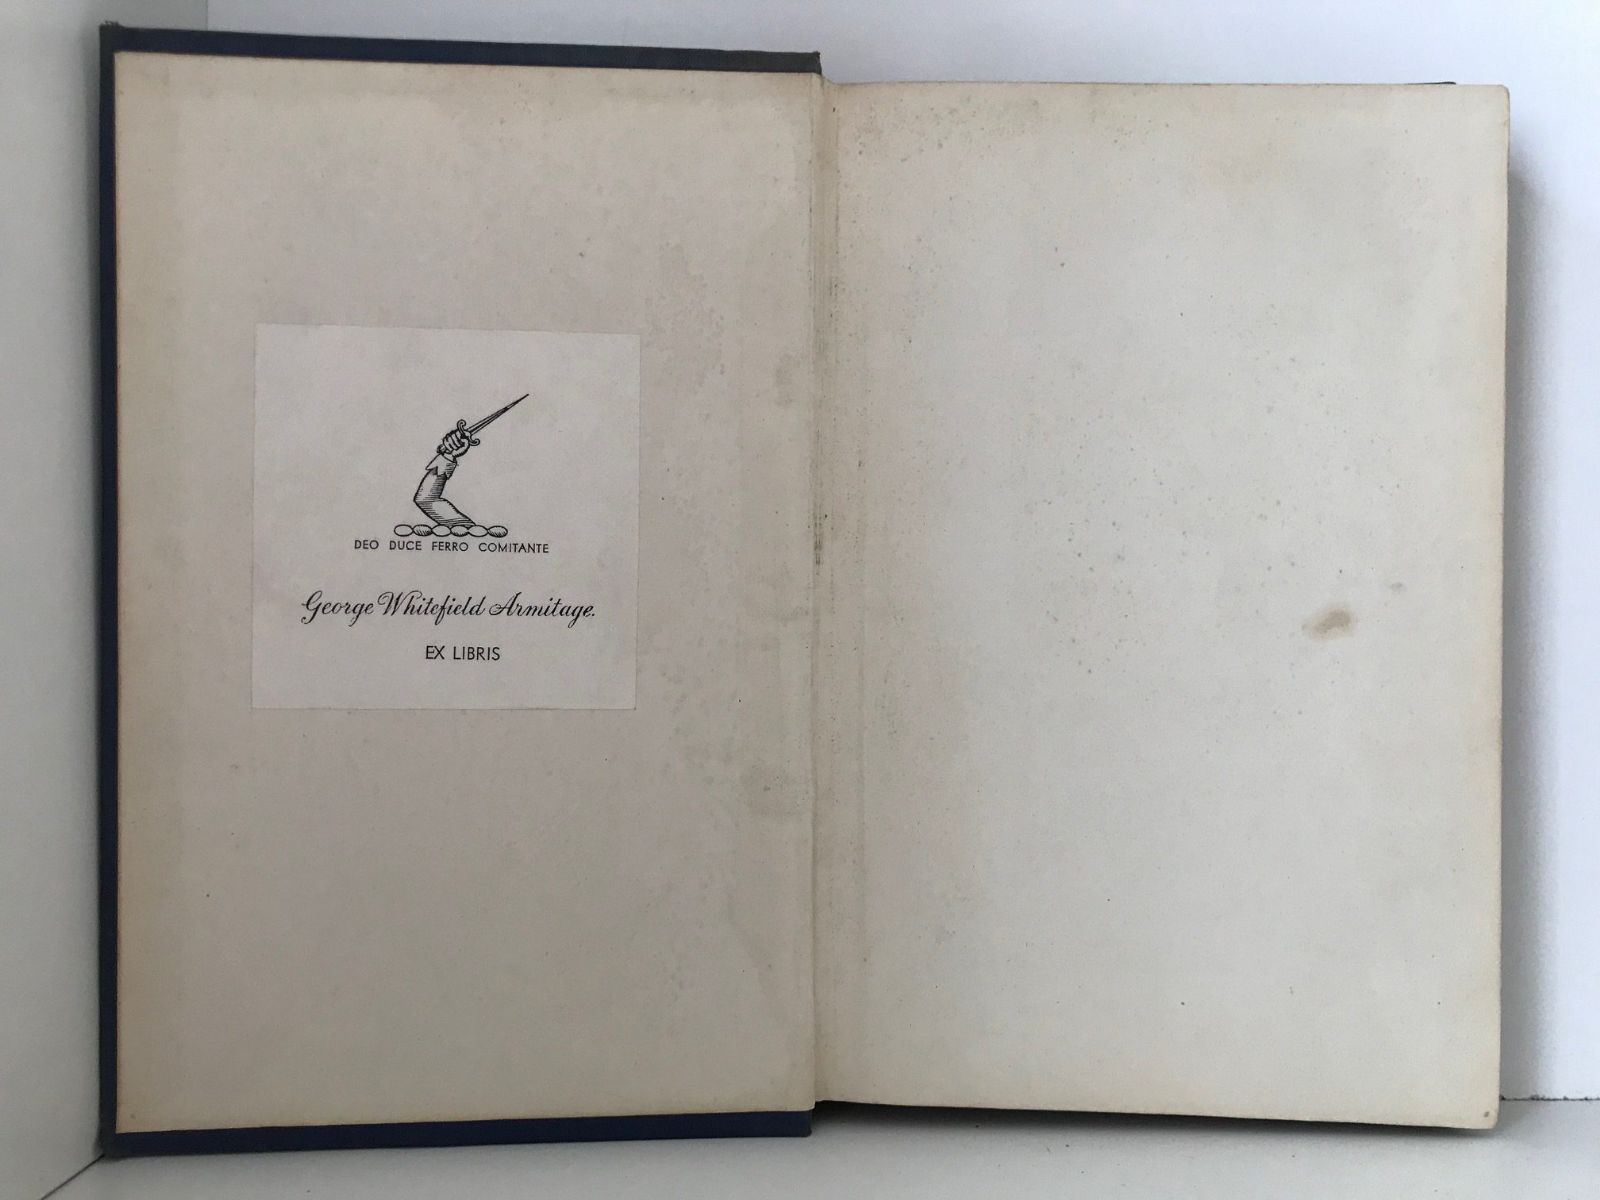 DEO DUCE FERRO COMITANTE
George Whitefield Armitage.
EX LIBRIS